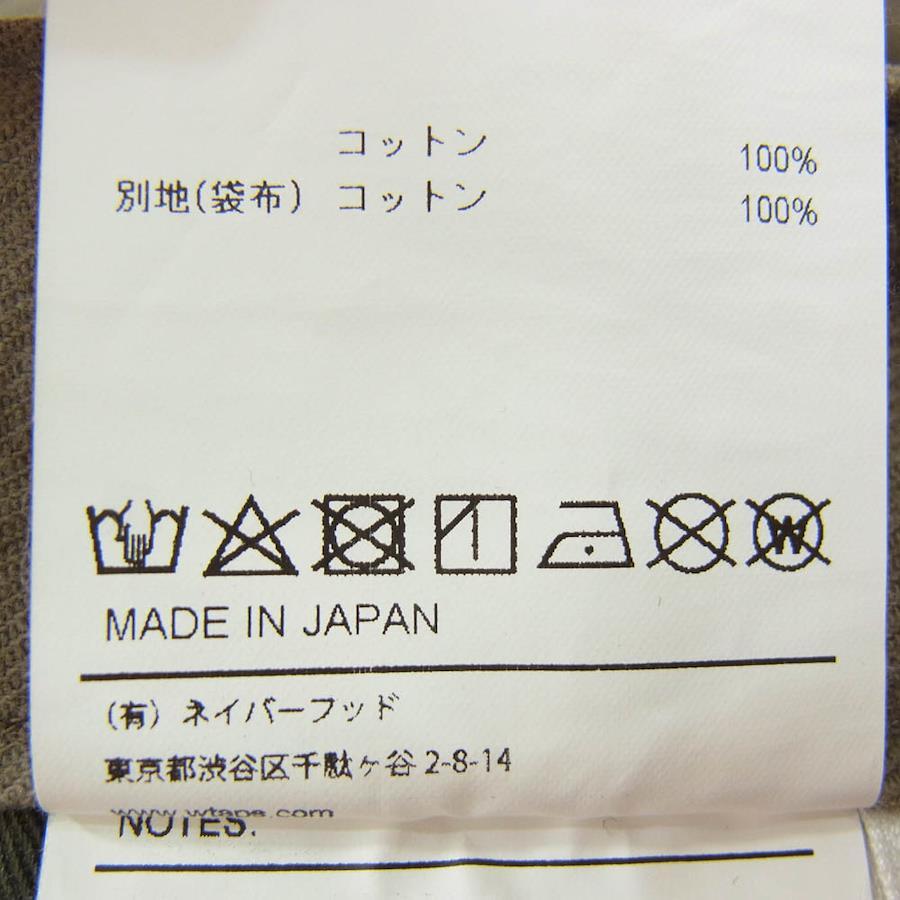 コットン 100%
別地(袋布) コットン 100%
W
MADE IN JAPAN
(有) ネイバーフッド
東京都渋谷区千駄ヶ谷 2-8-14
www.wtaps.com
NOTES: